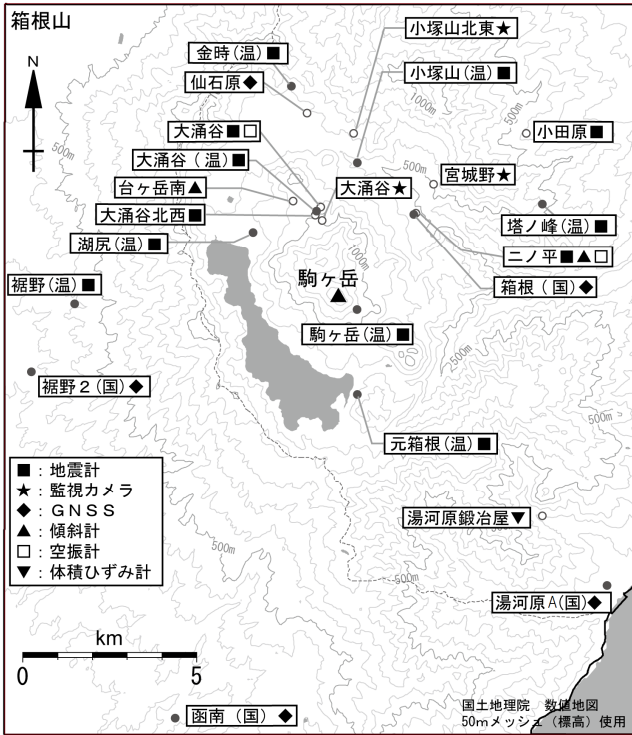 箱根山
N
金時(温)■
仙石原◆
小塚山北東★
小塚山(温)■
1000m
500m
小田原■
大涌谷■□
大涌谷(温)■
台ヶ岳南▲
大涌谷北西■
湖尻(温)■
500m
大涌谷★
500m
宮城野★
塔ノ峰(温)■
二ノ平■▲□
箱根(国)◆
1000m
駒ヶ岳
▲
駒ヶ岳(温)■
裾野(温)■
裾野2(国)◆
500m
500m
元箱根(温)■
■:地震計
★:監視カメラ
◆:GNSS
▲:傾斜計
□:空振計
▼:体積ひずみ計
500m
湯河原鍛冶屋▼
500m
湯河原A(国)◆
km
0 5
函南(国)◆
国土地理院 数値地図
50mメッシュ(標高)使用